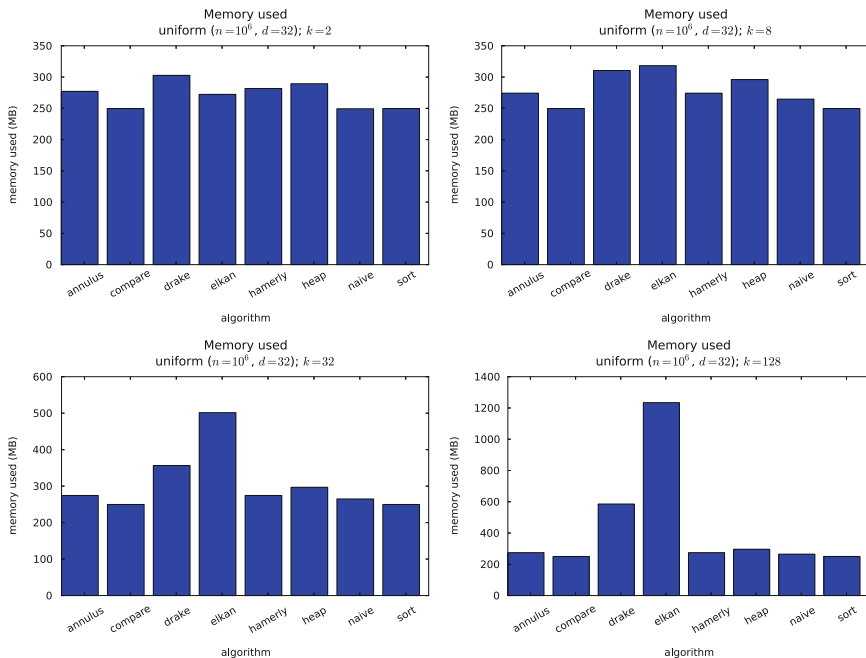 Memory used
uniform (n=10⁶, d=32); k=2
350
300
250
200
150
100
50
0
memory used (MB)
annulus
compare
drake
elkan
hamerly
heap
naive
sort
algorithm
Memory used
uniform (n=10⁶, d=32); k=8
350
300
250
200
150
100
50
0
memory used (MB)
annulus
compare
drake
elkan
hamerly
heap
naive
sort
algorithm
Memory used
uniform (n=10⁶, d=32); k=32
600
500
400
300
200
100
0
memory used (MB)
annulus
compare
drake
elkan
hamerly
heap
naive
sort
algorithm
Memory used
uniform (n=10⁶, d=32); k=128
1400
1200
1000
800
600
400
200
0
memory used (MB)
annulus
compare
drake
elkan
hamerly
heap
naive
sort
algorithm